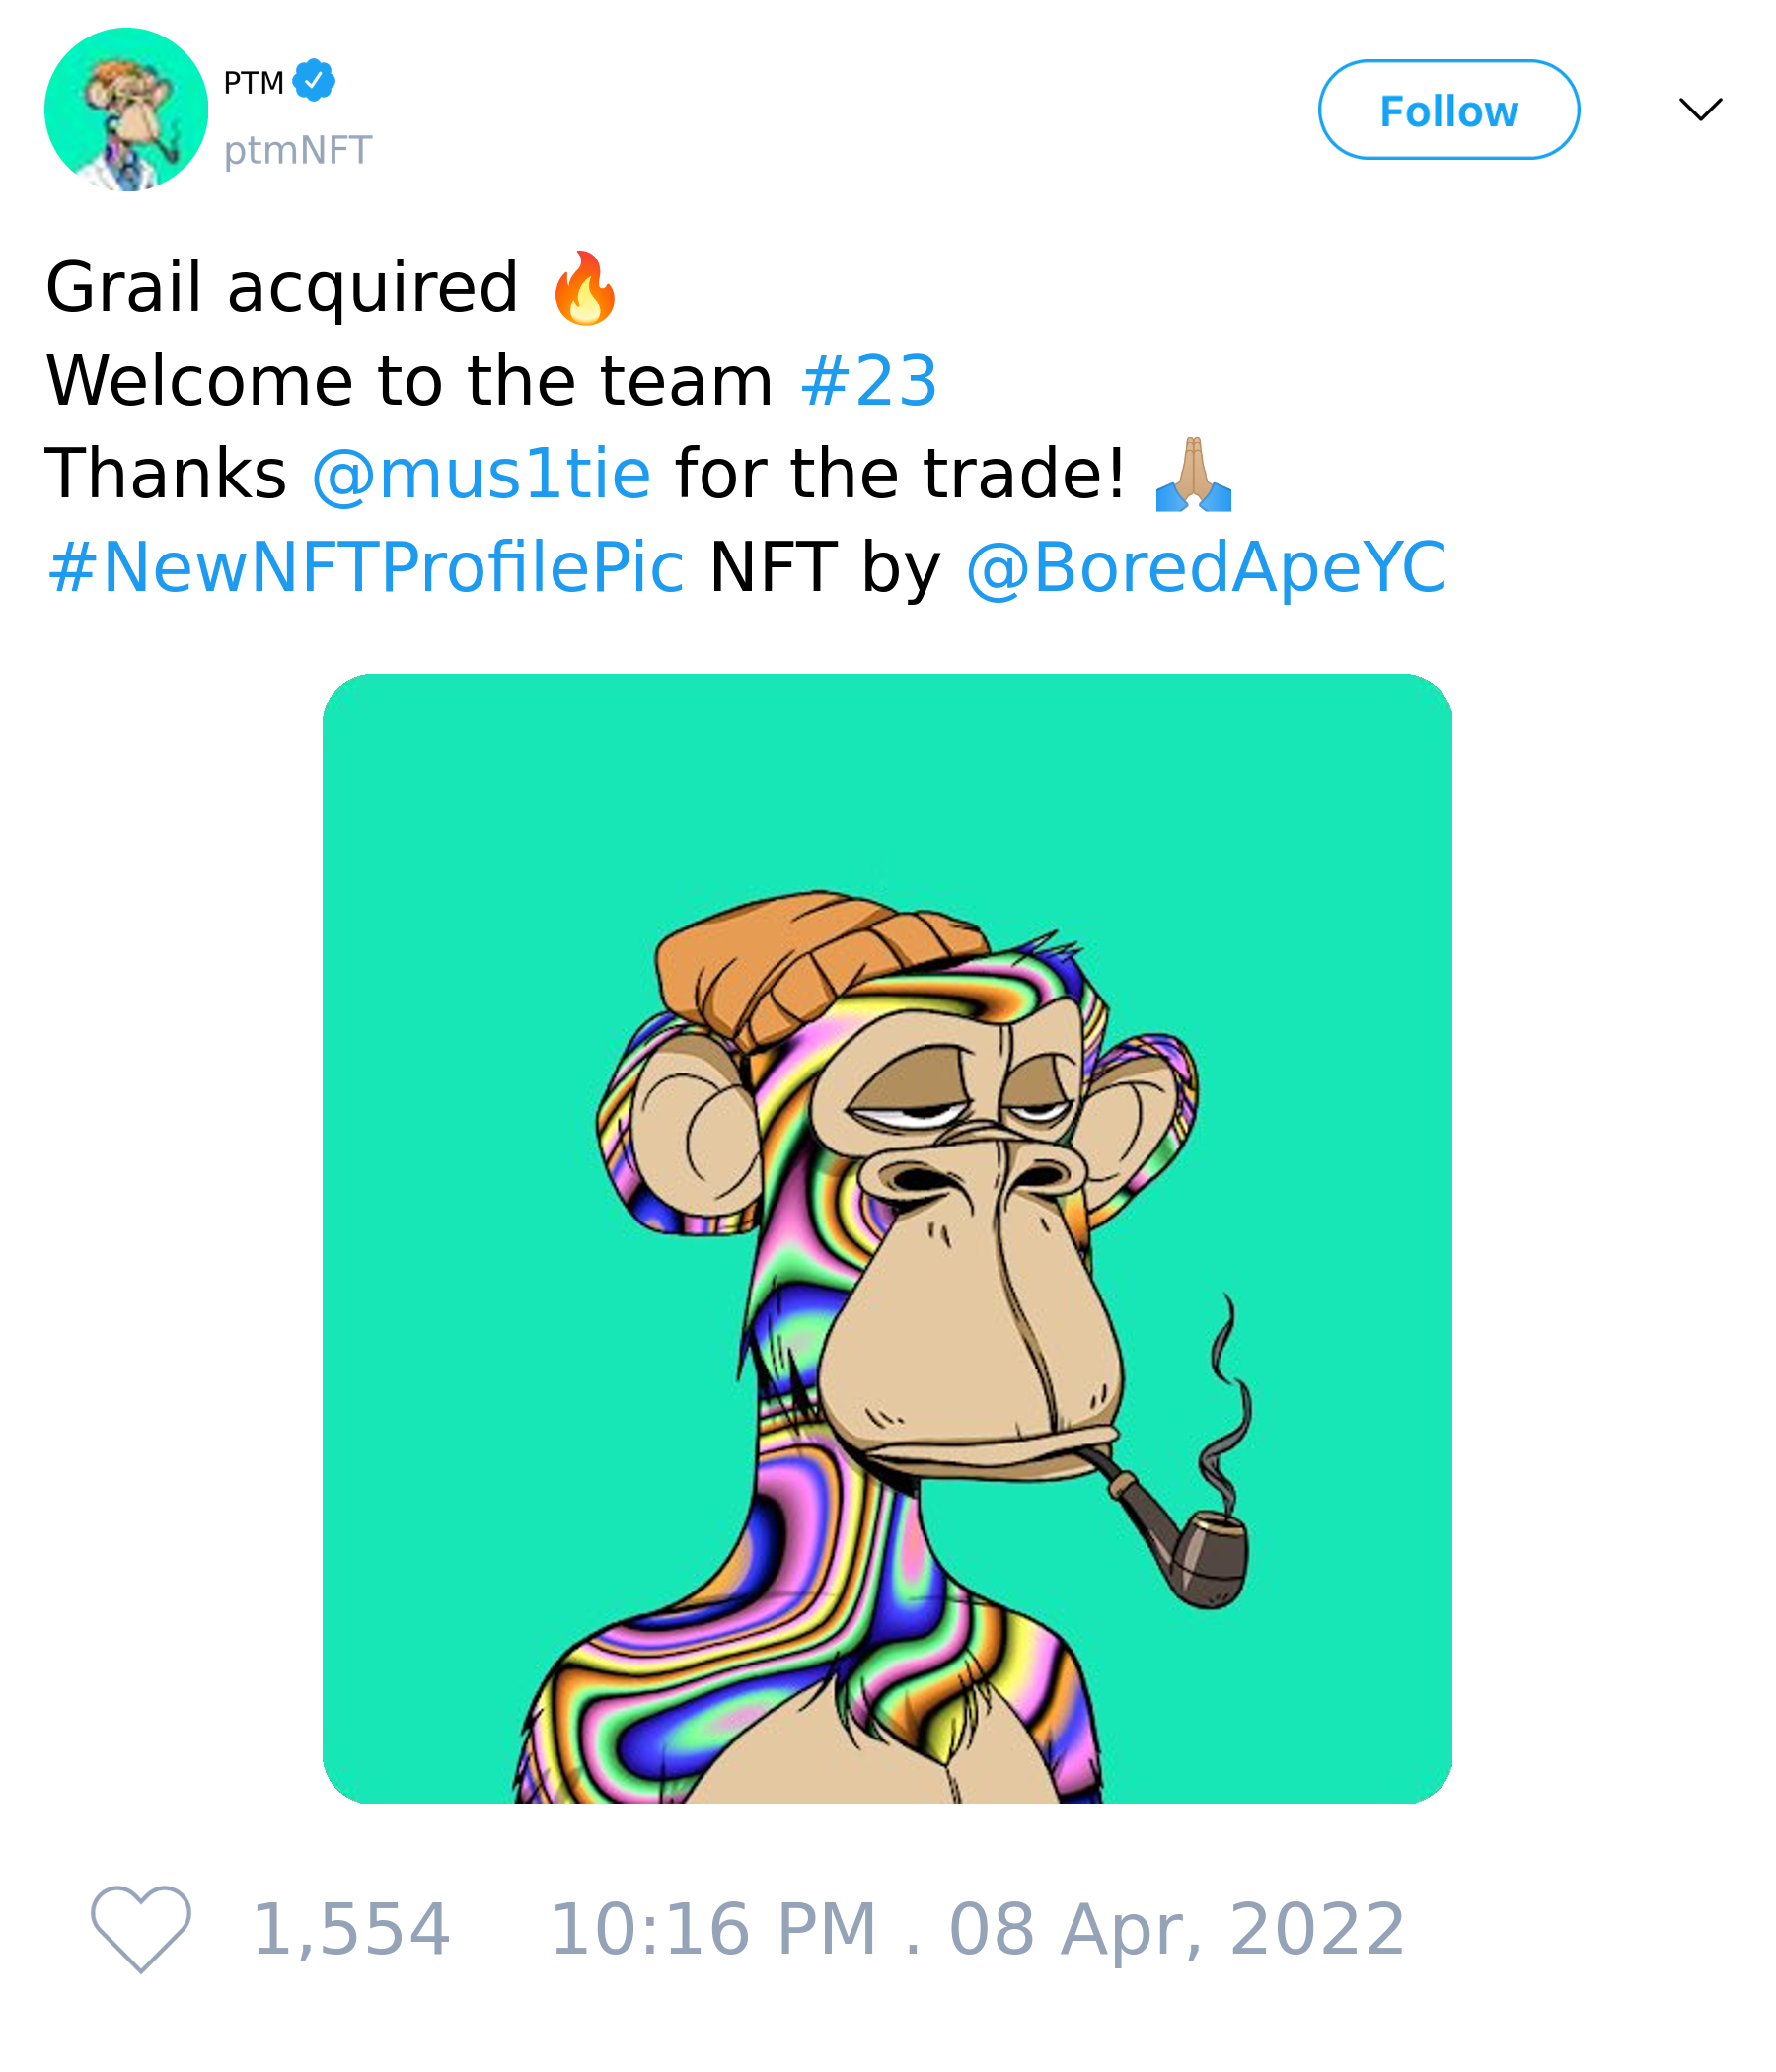 PTM
ptmNFT
Follow
Grail acquired 🔥
Welcome to the team #23
Thanks @mus1tie for the trade! 🙏🏼
#NewNFTProfilePic NFT by @BoredApeYC
1,554 10:16 PM . 08 Apr, 2022